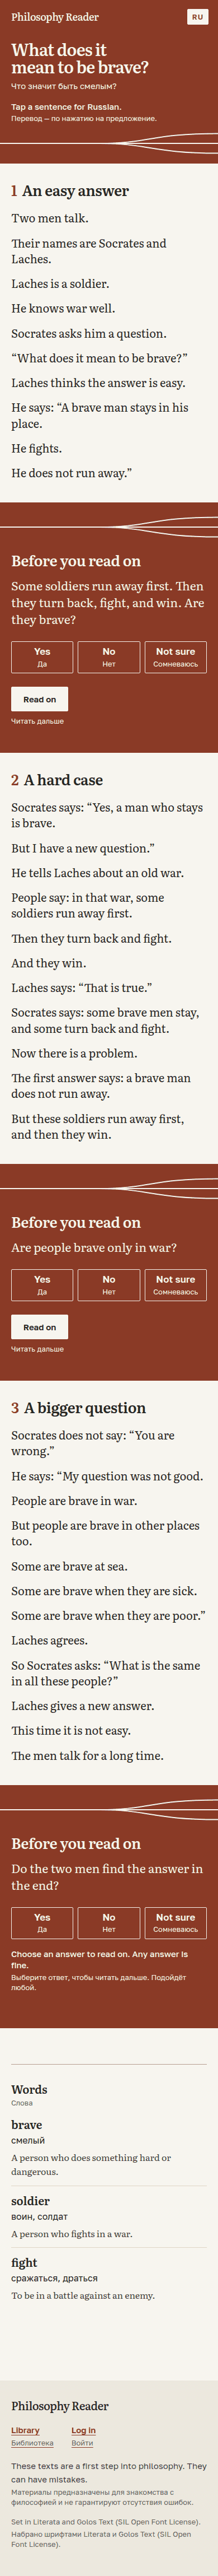 Philosophy Reader
RU
What does it
mean to be brave?
Что значит быть смелым?
Tap a sentence for Russian.
Перевод — по нажатию на предложение.
1 An easy answer
Two men talk.
Their names are Socrates and
Laches.
Laches is a soldier.
He knows war well.
Socrates asks him a question.
“What does it mean to be brave?”
Laches thinks the answer is easy.
He says: “A brave man stays in his
place.
He fights.
He does not run away.”
Before you read on
Some soldiers run away first. Then
they turn back, fight, and win. Are
they brave?
Yes
Да
No
Нет
Not sure
Сомневаюсь
Read on
Читать дальше
2 A hard case
Socrates says: “Yes, a man who stays
is brave.
But I have a new question.”
He tells Laches about an old war.
People say: in that war, some
soldiers run away first.
Then they turn back and fight.
And they win.
Laches says: “That is true.”
Socrates says: some brave men stay,
and some turn back and fight.
Now there is a problem.
The first answer says: a brave man
does not run away.
But these soldiers run away first,
and then they win.
Before you read on
Are people brave only in war?
Yes
Да
No
Нет
Not sure
Сомневаюсь
Read on
Читать дальше
3 A bigger question
Socrates does not say: “You are
wrong.”
He says: “My question was not good.
People are brave in war.
But people are brave in other places
too.
Some are brave at sea.
Some are brave when they are sick.
Some are brave when they are poor.”
Laches agrees.
So Socrates asks: “What is the same
in all these people?”
Laches gives a new answer.
This time it is not easy.
The men talk for a long time.
Before you read on
Do the two men find the answer in
the end?
Yes
Да
No
Нет
Not sure
Сомневаюсь
Choose an answer to read on. Any answer is
fine.
Выберите ответ, чтобы читать дальше. Подойдёт
любой.
Words
Слова
brave
смелый
A person who does something hard or
dangerous.
soldier
воин, солдат
A person who fights in a war.
fight
сражаться, драться
To be in a battle against an enemy.
Philosophy Reader
Library
Библиотека
Log in
Войти
These texts are a first step into philosophy. They
can have mistakes.
Материалы предназначены для знакомства с
философией и не гарантируют отсутствия ошибок.
Set in Literata and Golos Text (SIL Open Font License).
Набрано шрифтами Literata и Golos Text (SIL Open
Font License).